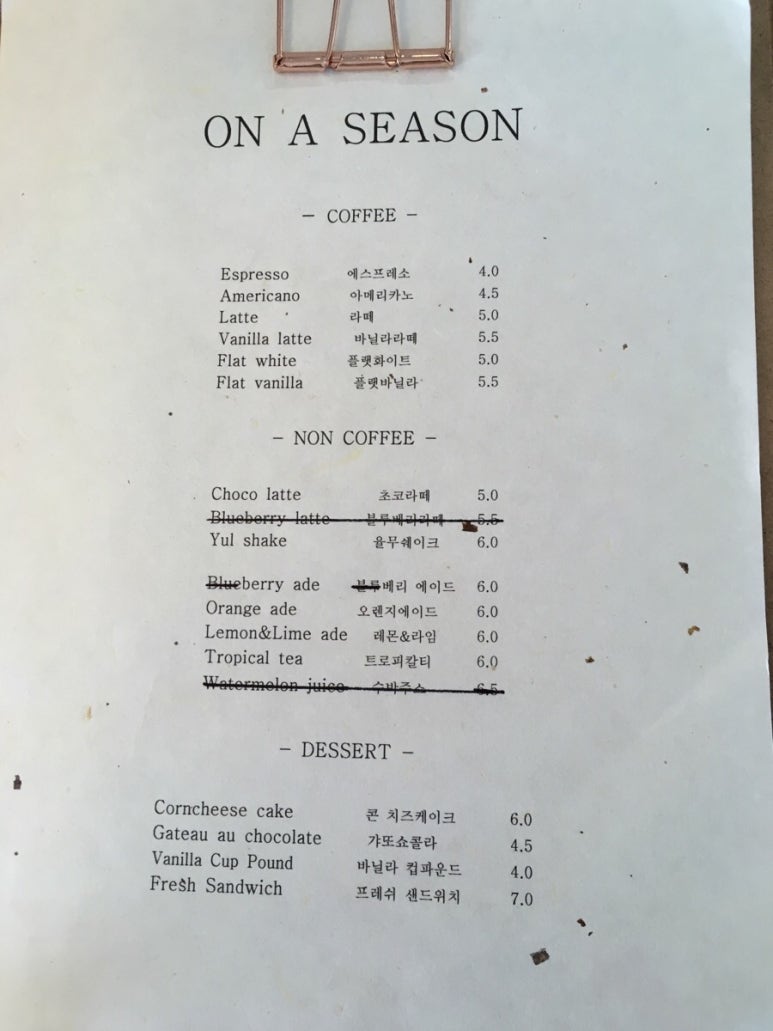 ON A SEASON
- COFFEE -
Espresso 에스프레소 4.0
Americano 아메리카노 4.5
Latte 라떼 5.0
Vanilla latte 바닐라라떼 5.5
Flat white 플랫화이트 5.0
Flat vanilla 플랫바닐라 5.5
- NON COFFEE -
Choco latte 초코라떼 5.0
Blueberry latte 블루베리라떼 5.5
Yul shake 율무쉐이크 6.0
Blueberry ade 블루베리 에이드 6.0
Orange ade 오렌지에이드 6.0
Lemon&Lime ade 레몬&라임 6.0
Tropical tea 트로피칼티 6.0
Watermelon juice 수박주스 6.5
- DESSERT -
Corncheese cake 콘 치즈케이크 6.0
Gateau au chocolate 갸또쇼콜라 4.5
Vanilla Cup Pound 바닐라 컵파운드 4.0
Fresh Sandwich 프레쉬 샌드위치 7.0